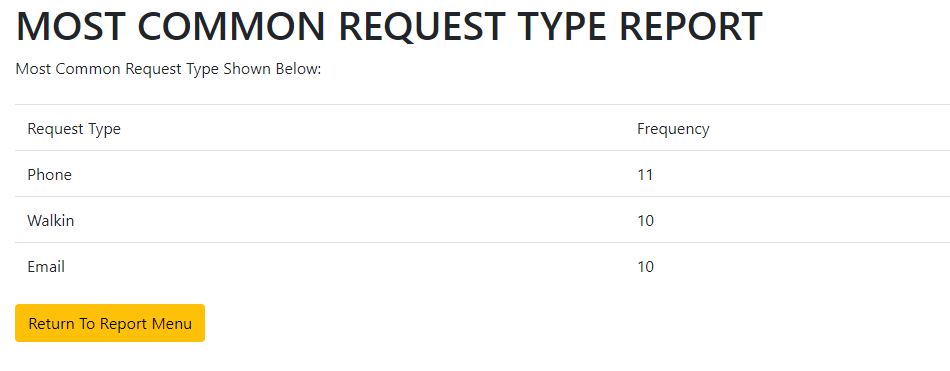 MOST COMMON REQUEST TYPE REPORT
Most Common Request Type Shown Below:
Request Type Frequency
Phone 11
Walkin 10
Email 10
Return To Report Menu